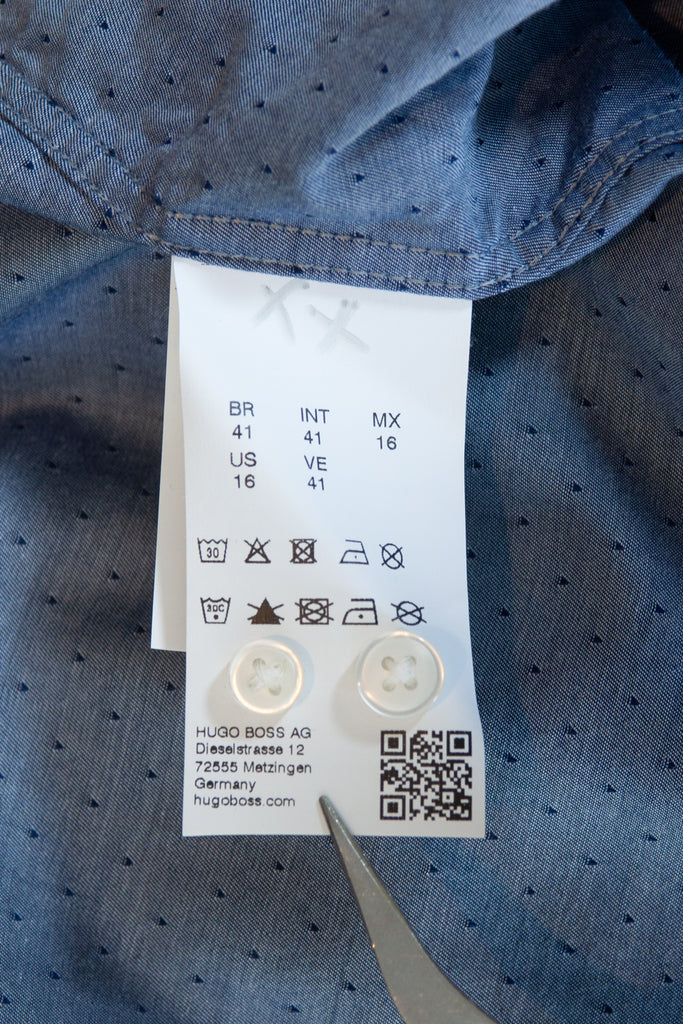 BR INT MX
41 41 16
US VE
16 41
30
30C
HUGO BOSS AG
Dieselstrasse 12
72555 Metzingen
Germany
hugoboss.com